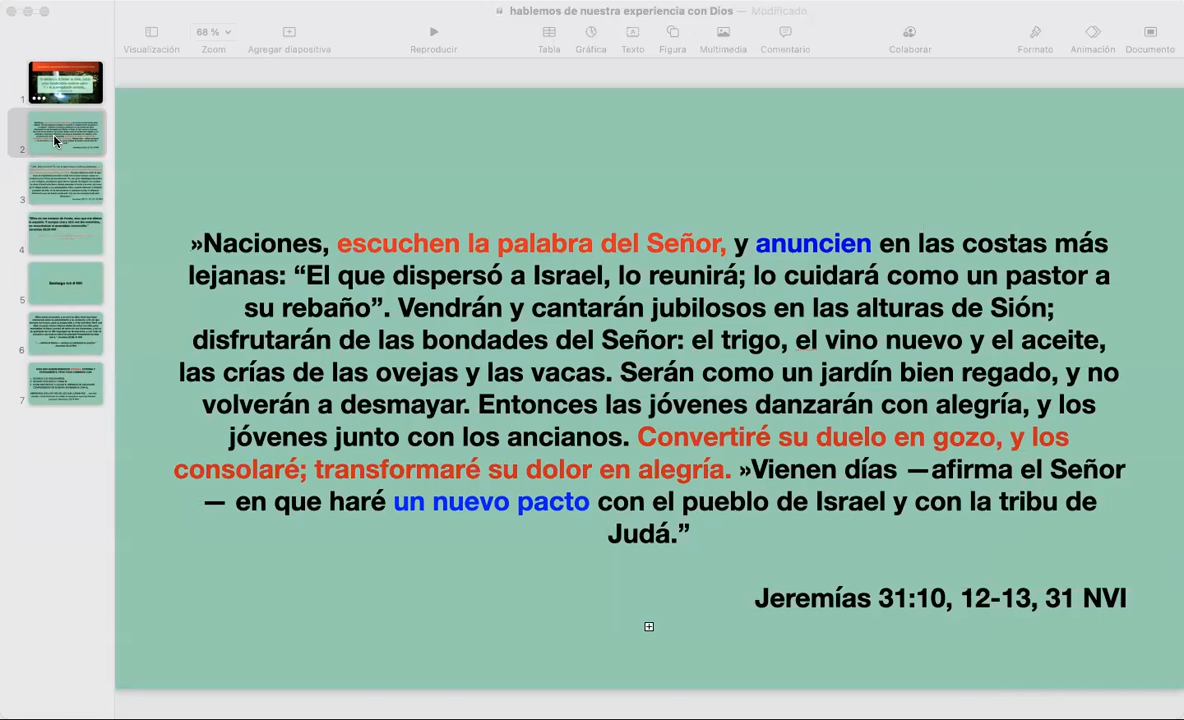 hablemos de nuestra experiencia con Dios — Modificado
68 %
Visualización
Zoom
Agregar diapositiva
Reproducir
Tabla
Gráfica
Texto
Figura
Multimedia
Comentario
Colaborar
Formato
Animación
Documento
1
2
3
4
5
6
7
»Naciones, escuchen la palabra del Señor, y anuncien en las costas más
lejanas: “El que dispersó a Israel, lo reunirá; lo cuidará como un pastor a
su rebaño”. Vendrán y cantarán jubilosos en las alturas de Sión;
disfrutarán de las bondades del Señor: el trigo, el vino nuevo y el aceite,
las crías de las ovejas y las vacas. Serán como un jardín bien regado, y no
volverán a desmayar. Entonces las jóvenes danzarán con alegría, y los
jóvenes junto con los ancianos. Convertiré su duelo en gozo, y los
consolaré; transformaré su dolor en alegría. »Vienen días —afirma el Señor
— en que haré un nuevo pacto con el pueblo de Israel y con la tribu de
Judá.”
Jeremías 31:10, 12-13, 31 NVI